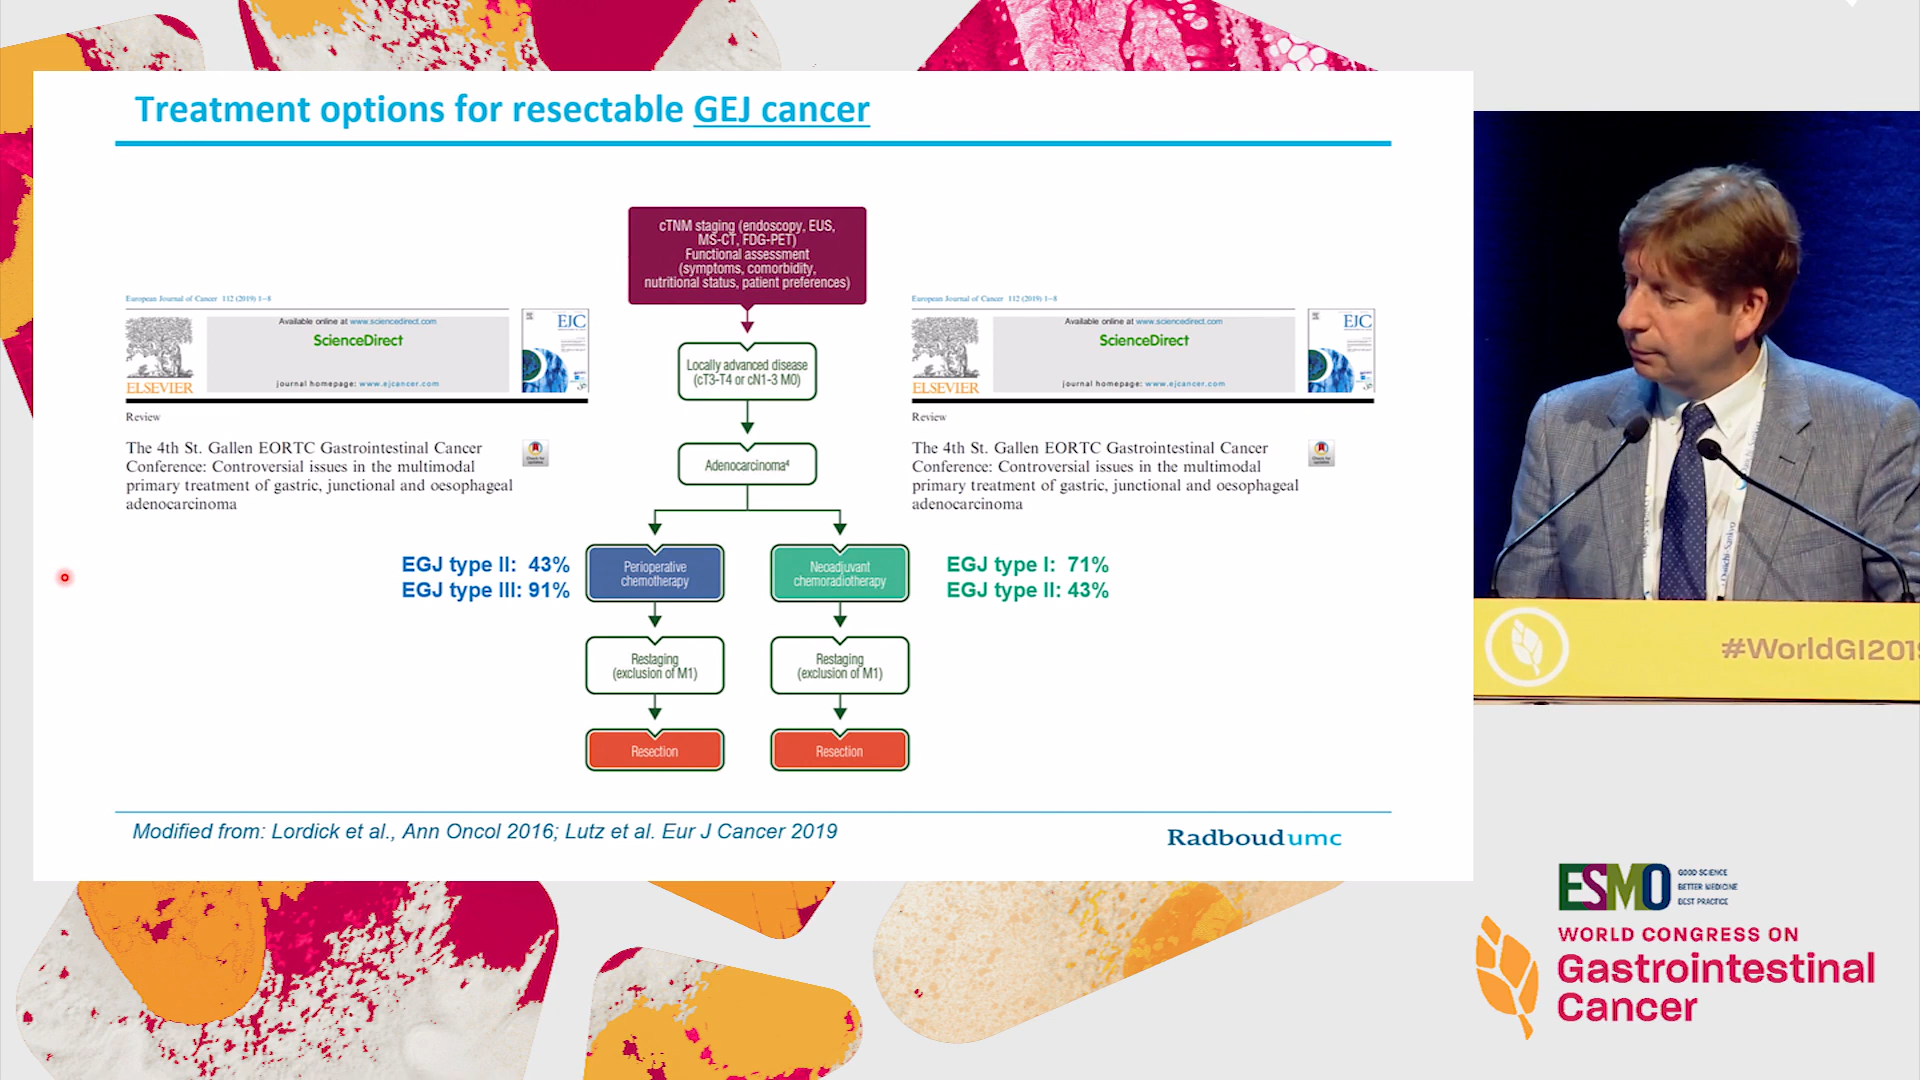 Treatment options for resectable GEJ cancer
cTNM staging (endoscopy, EUS,
MS-CT, FDG-PET)
Functional assessment
(symptoms, comorbidity,
nutritional status, patient preferences)
European Journal of Cancer 112 (2019) 1–8
Available online at www.sciencedirect.com
ScienceDirect
journal homepage: www.ejcancer.com
ELSEVIER
EJC
Review
The 4th St. Gallen EORTC Gastrointestinal Cancer
Conference: Controversial issues in the multimodal
primary treatment of gastric, junctional and oesophageal
adenocarcinoma
Locally advanced disease
(cT3-T4 or cN1-3 M0)
Adenocarcinoma⁴
European Journal of Cancer 112 (2019) 1–8
Available online at www.sciencedirect.com
ScienceDirect
journal homepage: www.ejcancer.com
ELSEVIER
EJC
Review
The 4th St. Gallen EORTC Gastrointestinal Cancer
Conference: Controversial issues in the multimodal
primary treatment of gastric, junctional and oesophageal
adenocarcinoma
EGJ type II: 43%
EGJ type III: 91%
Perioperative
chemotherapy
Neoadjuvant
chemoradiotherapy
EGJ type I: 71%
EGJ type II: 43%
Restaging
(exclusion of M1)
Restaging
(exclusion of M1)
Resection
Resection
Modified from: Lordick et al., Ann Oncol 2016; Lutz et al. Eur J Cancer 2019
Radboudumc
Daiichi-Sankyo
#WorldGI2019
ESMO
GOOD SCIENCE
BETTER MEDICINE
BEST PRACTICE
WORLD CONGRESS ON
Gastrointestinal
Cancer